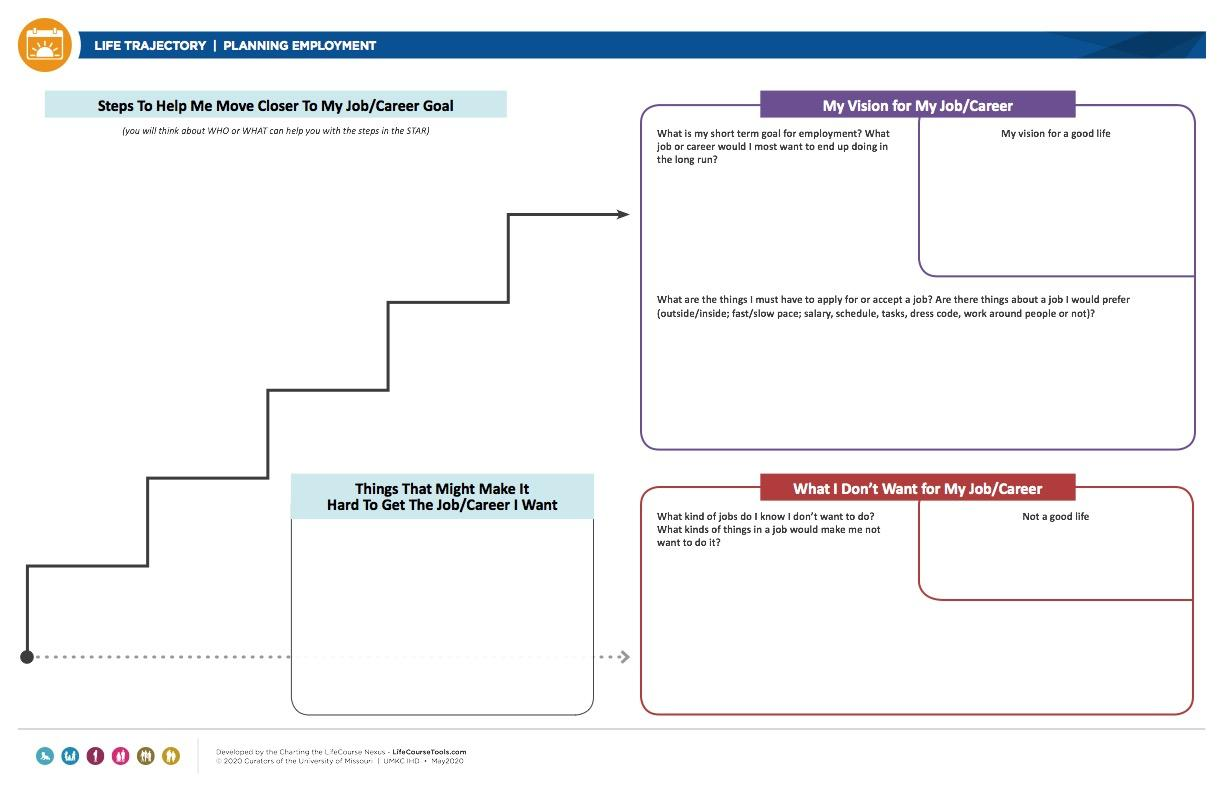 LIFE TRAJECTORY | PLANNING EMPLOYMENT
Steps To Help Me Move Closer To My Job/Career Goal
(you will think about WHO or WHAT can help you with the steps in the STAR)
My Vision for My Job/Career
What is my short term goal for employment? What
job or career would I most want to end up doing in
the long run?
My vision for a good life
What are the things I must have to apply for or accept a job? Are there things about a job I would prefer
(outside/inside; fast/slow pace; salary, schedule, tasks, dress code, work around people or not)?
Things That Might Make It
Hard To Get The Job/Career I Want
What I Don’t Want for My Job/Career
What kind of jobs do I know I don’t want to do?
What kinds of things in a job would make me not
want to do it?
Not a good life
Developed by the Charting the LifeCourse Nexus - LifeCourseTools.com
© 2020 Curators of the University of Missouri | UMKC IHD • May2020